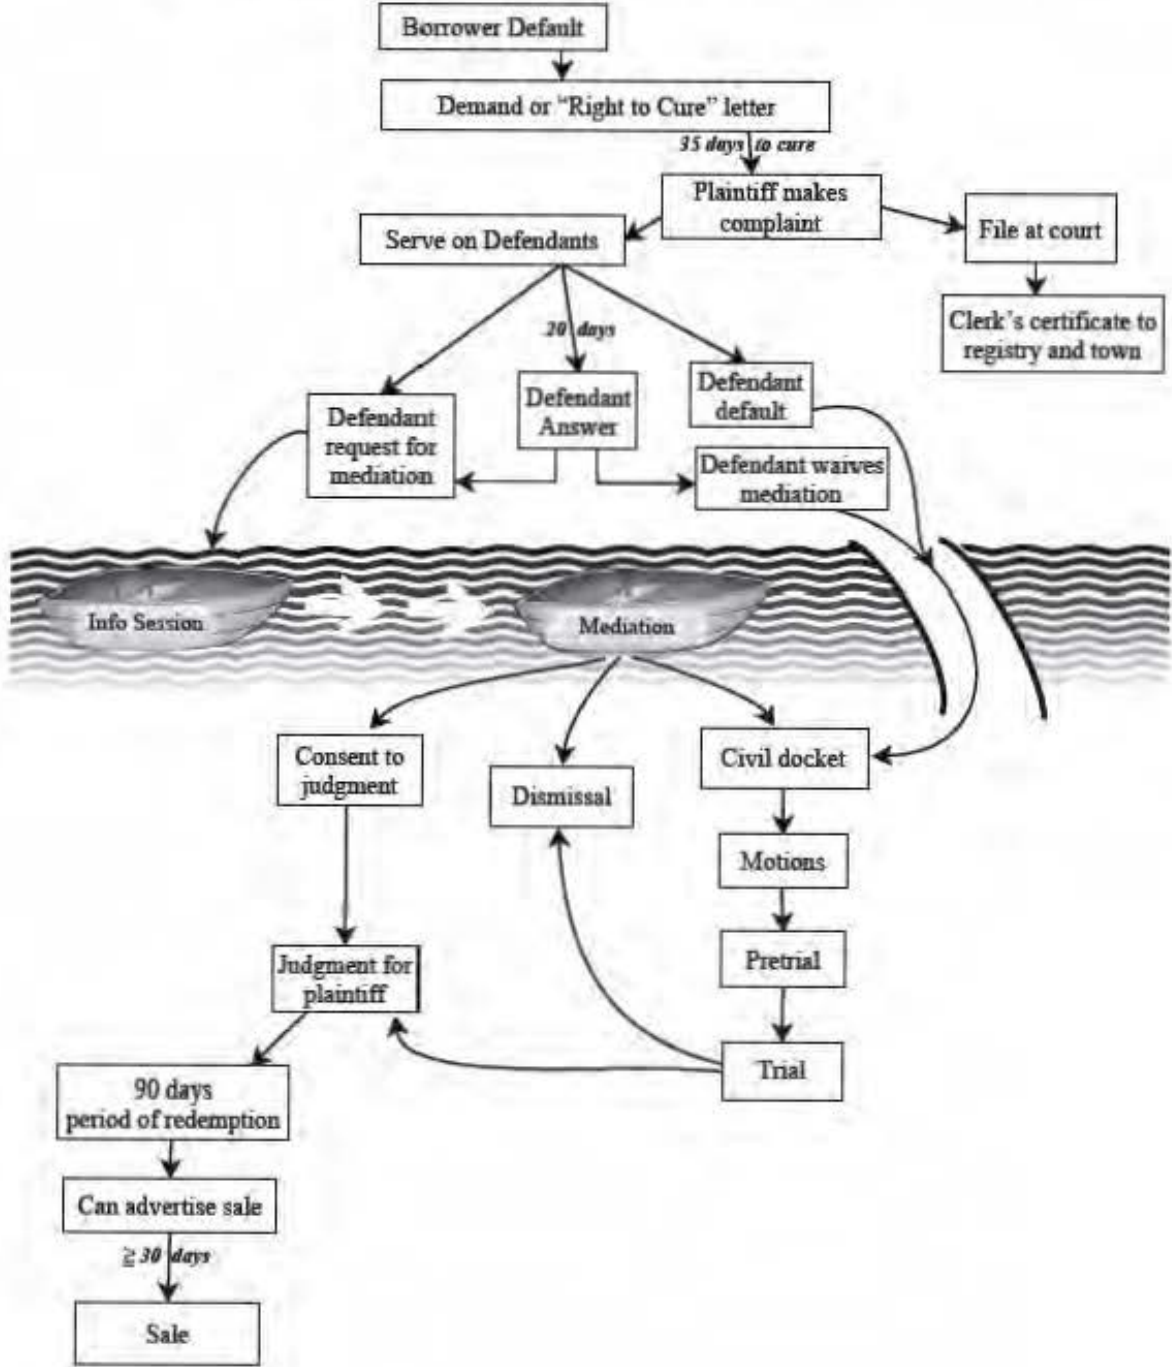 Borrower Default
Demand or “Right to Cure” letter
35 days to cure
Plaintiff makes
complaint
File at court
Serve on Defendants
Clerk’s certificate to
registry and town
20 days
Defendant
request for
mediation
Defendant
Answer
Defendant
default
Defendant waives
mediation
Info Session
Mediation
Consent to
judgment
Dismissal
Civil docket
Motions
Judgment for
plaintiff
Pretrial
Trial
90 days
period of redemption
Can advertise sale
≧ 30 days
Sale